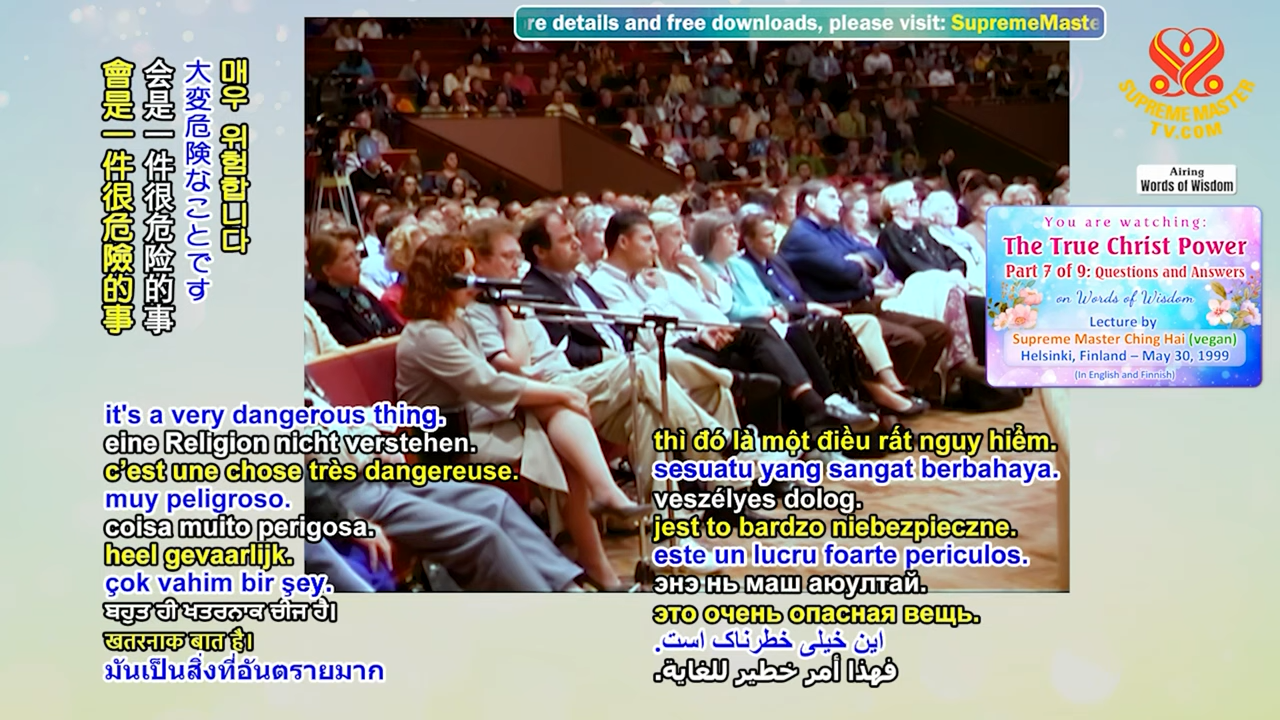 re details and free downloads, please visit: SupremeMaste
SUPREME MASTER
TV.COM
Airing
Words of Wisdom
You are watching:
The True Christ Power
Part 7 of 9: Questions and Answers
on Words of Wisdom
Lecture by
Supreme Master Ching Hai (vegan)
Helsinki, Finland – May 30, 1999
(In English and Finnish)
매우 위험합니다
大変危険なことです
会是一件很危险的事
會是一件很危險的事
it's a very dangerous thing.
eine Religion nicht verstehen.
c'est une chose très dangereuse.
muy peligroso.
coisa muito perigosa.
heel gevaarlijk.
çok vahim bir şey.
ਬਹੁਤ ਹੀ ਖਤਰਨਾਕ ਚੀਜ ਹੈ।
खतरनाक बात है।
มันเป็นสิ่งที่อันตรายมาก
thì đó là một điều rất nguy hiểm.
sesuatu yang sangat berbahaya.
veszélyes dolog.
jest to bardzo niebezpieczne.
este un lucru foarte periculos.
энэ нь маш аюултай.
это очень опасная вещь.
این خیلی خطرناک است.
فهذا أمر خطير للغاية.